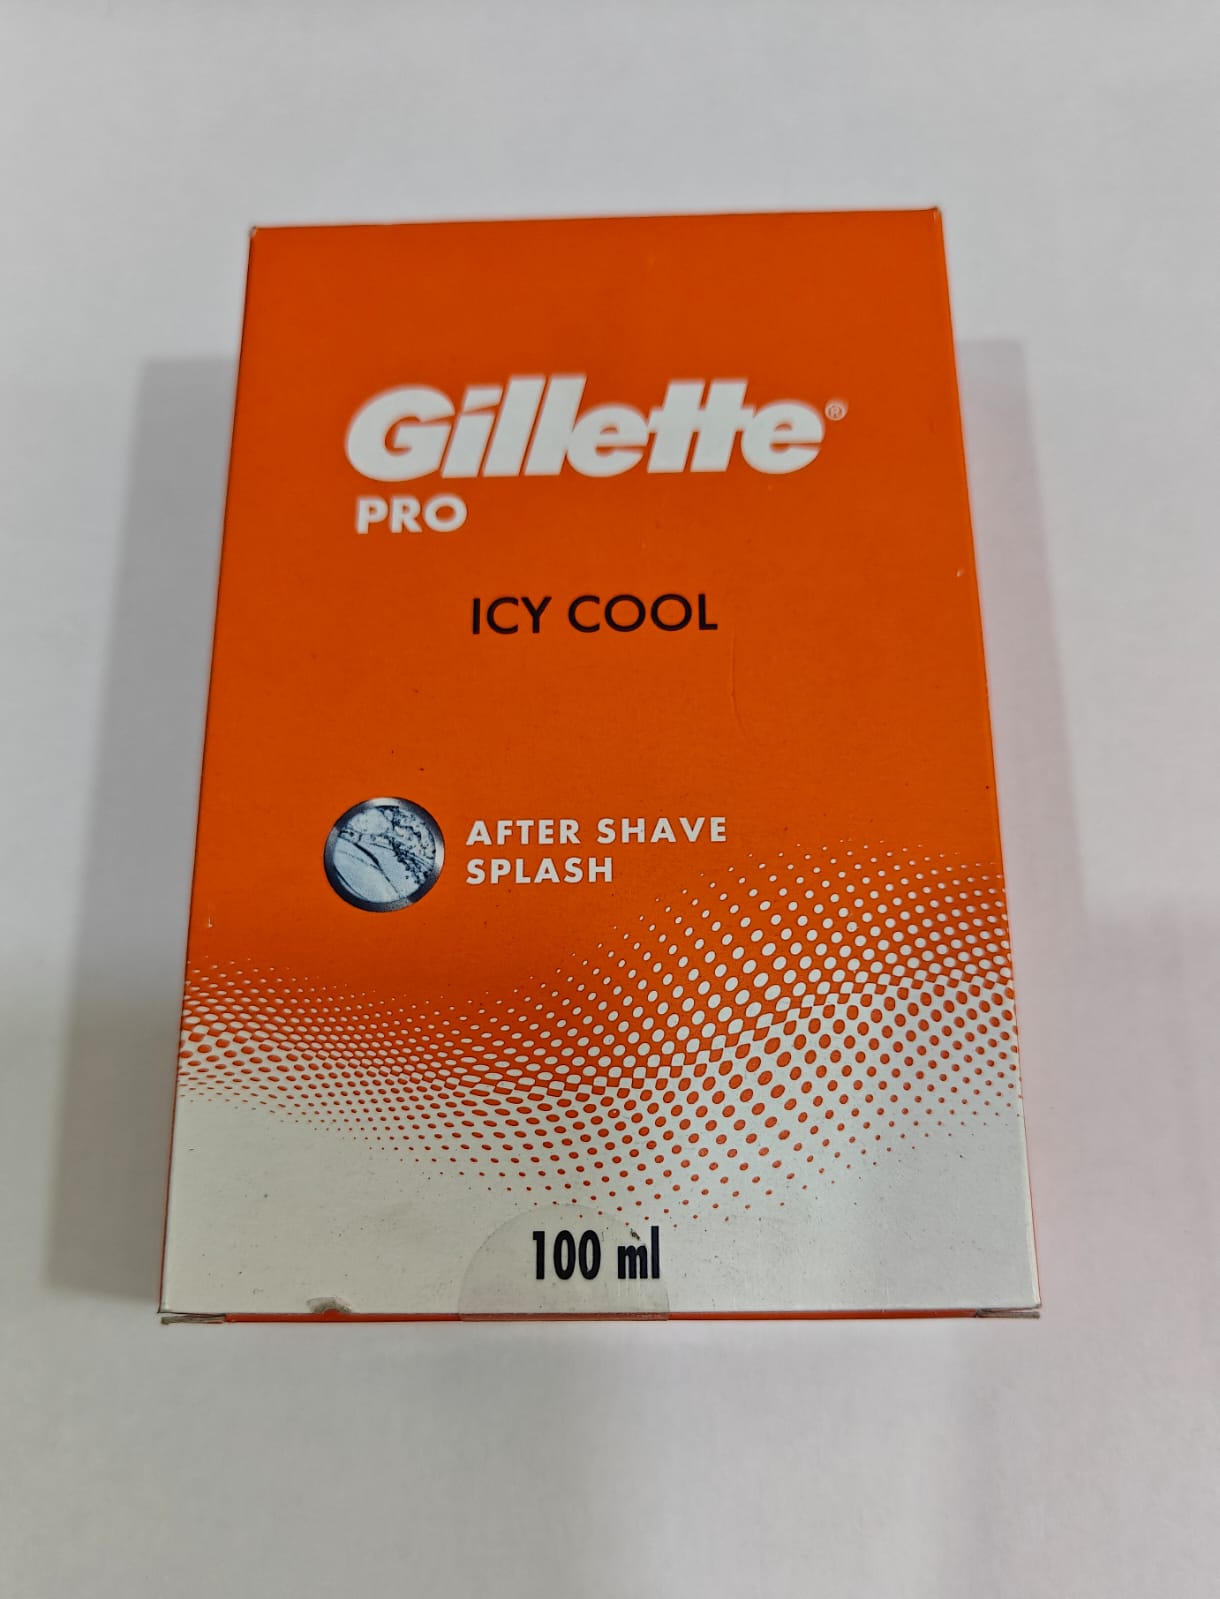 Gillette®
PRO
ICY COOL
AFTER SHAVE
SPLASH
100 ml